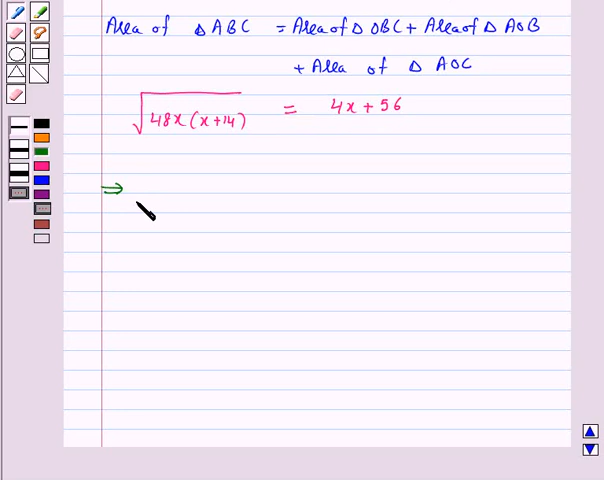 Area of △ ABC = Area of △ OBC + Area of △ AOB
+ Area of △ AOC
√48x(x+14) = 4x + 56
⇒